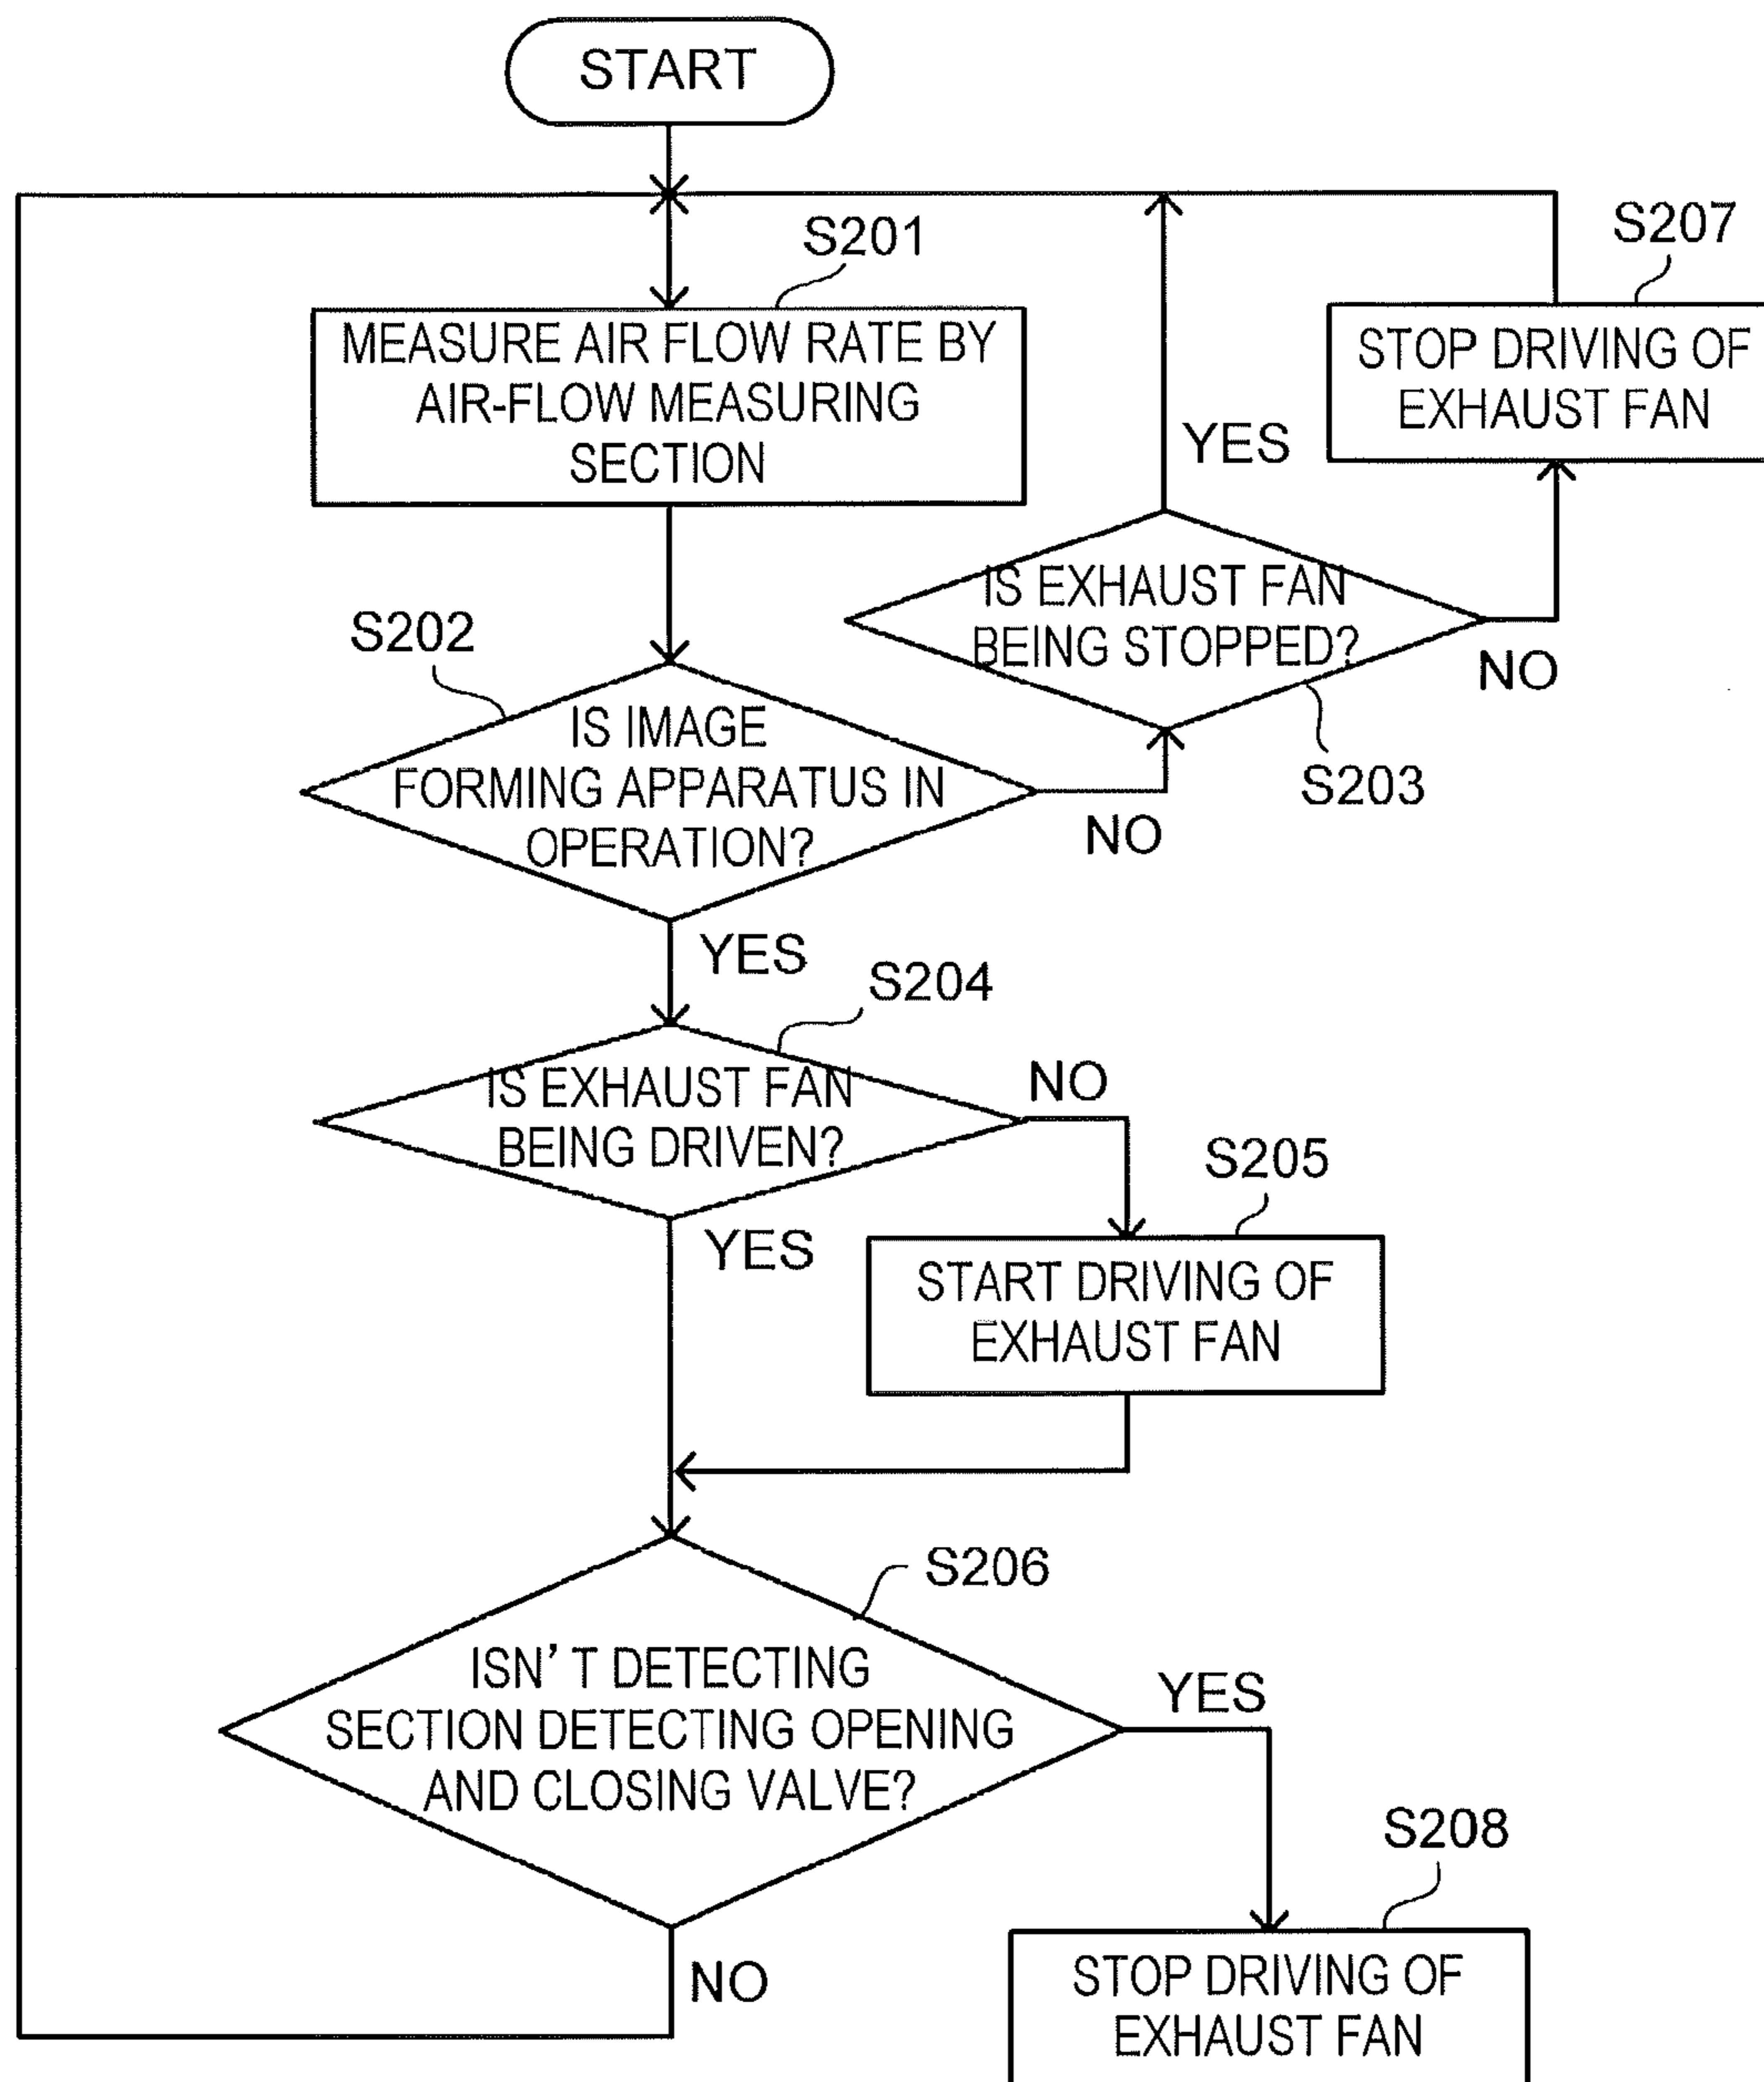 START
S201
MEASURE AIR FLOW RATE BY
AIR-FLOW MEASURING
SECTION
S207
STOP DRIVING OF
EXHAUST FAN
YES
IS EXHAUST FAN
BEING STOPPED?
NO
S203
S202
IS IMAGE
FORMING APPARATUS IN
OPERATION?
NO
YES
S204
IS EXHAUST FAN
BEING DRIVEN?
NO
YES
S205
START DRIVING OF
EXHAUST FAN
S206
ISN'T DETECTING
SECTION DETECTING OPENING
AND CLOSING VALVE?
YES
NO
S208
STOP DRIVING OF
EXHAUST FAN